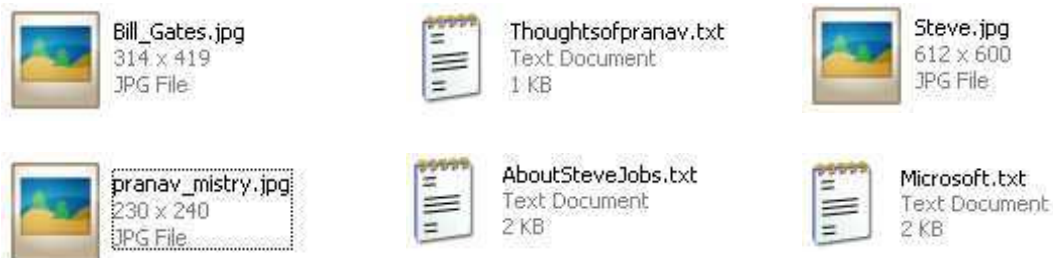 Bill_Gates.jpg
314 x 419
JPG File
Thoughtsofpranav.txt
Text Document
1 KB
Steve.jpg
612 x 600
JPG File
pranav_mistry.jpg
230 x 240
JPG File
AboutSteveJobs.txt
Text Document
2 KB
Microsoft.txt
Text Document
2 KB